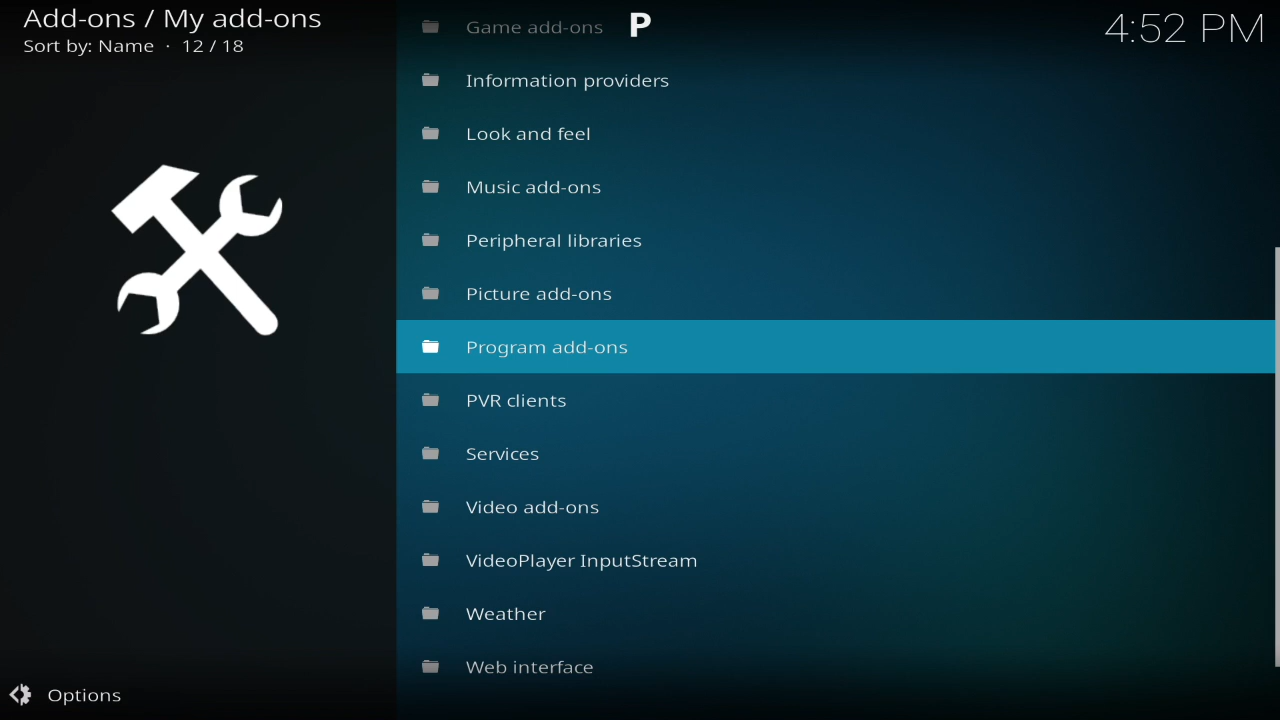 Add-ons / My add-ons
Sort by: Name · 12 / 18
4:52 PM
P
Game add-ons
Information providers
Look and feel
Music add-ons
Peripheral libraries
Picture add-ons
Program add-ons
PVR clients
Services
Video add-ons
VideoPlayer InputStream
Weather
Web interface
Options